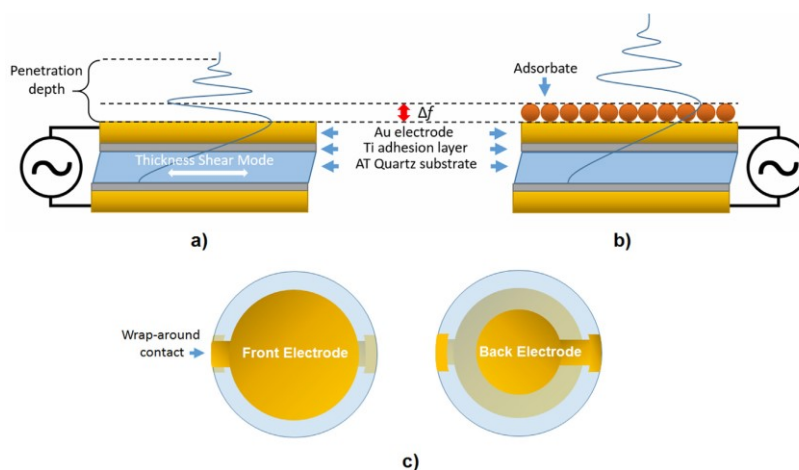 Penetration
depth
Δf
Adsorbate
Au electrode
Ti adhesion layer
AT Quartz substrate
Thickness Shear Mode
a)
b)
Wrap-around
contact
Front Electrode
Back Electrode
c)